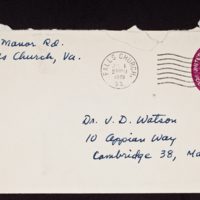 Manor Rd.
s Church, Va.
FALLS CHURCH,
VA.
Dr. J. D. Watson
10 Appian Way
Cambridge 38, Ma